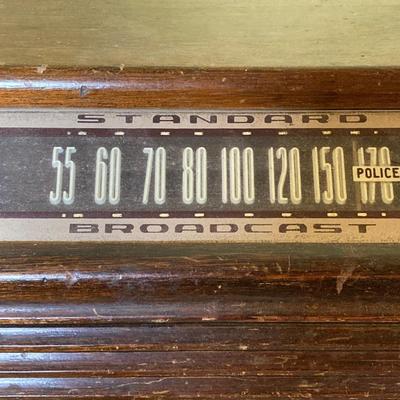 STANDARD
55 60 70 80 100 120 150 170
POLICE
BROADCAST